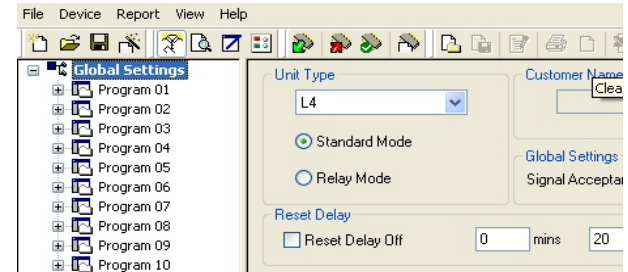 File Device Report View Help
Global Settings
Program 01
Program 02
Program 03
Program 04
Program 05
Program 06
Program 07
Program 08
Program 09
Program 10
Unit Type
L4
Standard Mode
Relay Mode
Reset Delay
Reset Delay Off 0 mins 20
Customer Name
Clea
Global Settings
Signal Acceptan